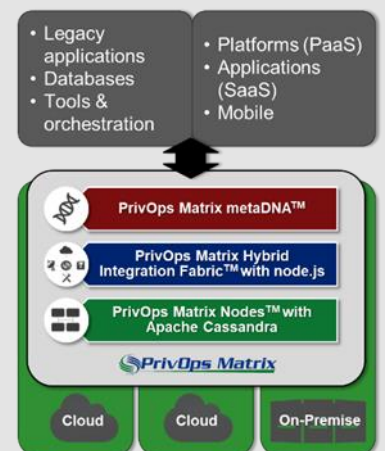 • Legacy
applications
• Databases
• Tools &
orchestration
• Platforms (PaaS)
• Applications
(SaaS)
• Mobile
PrivOps Matrix metaDNA™
PrivOps Matrix Hybrid
Integration Fabric™ with node.js
PrivOps Matrix Nodes™ with
Apache Cassandra
PrivOps Matrix
Cloud
Cloud
On-Premise